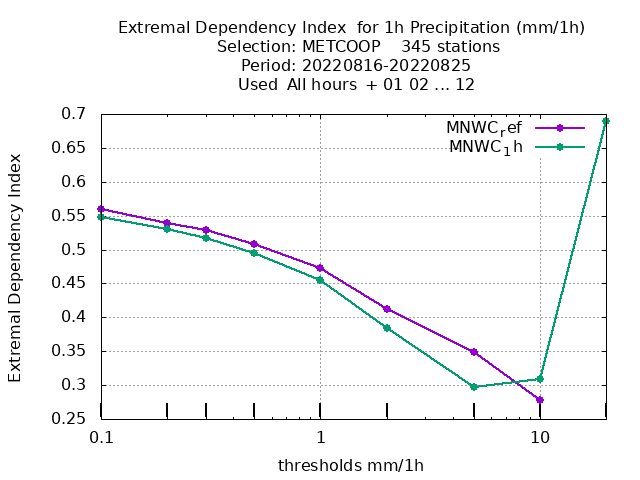 Extremal Dependency Index  for 1h Precipitation (mm/1h)
Selection: METCOOP    345 stations
Period: 20220816-20220825
Used  All hours  + 01 02 ... 12
MNWCref
MNWC1h
0.7
0.65
0.6
0.55
0.5
0.45
0.4
0.35
0.3
0.25
Extremal Dependency Index
0.1 1 10
thresholds mm/1h